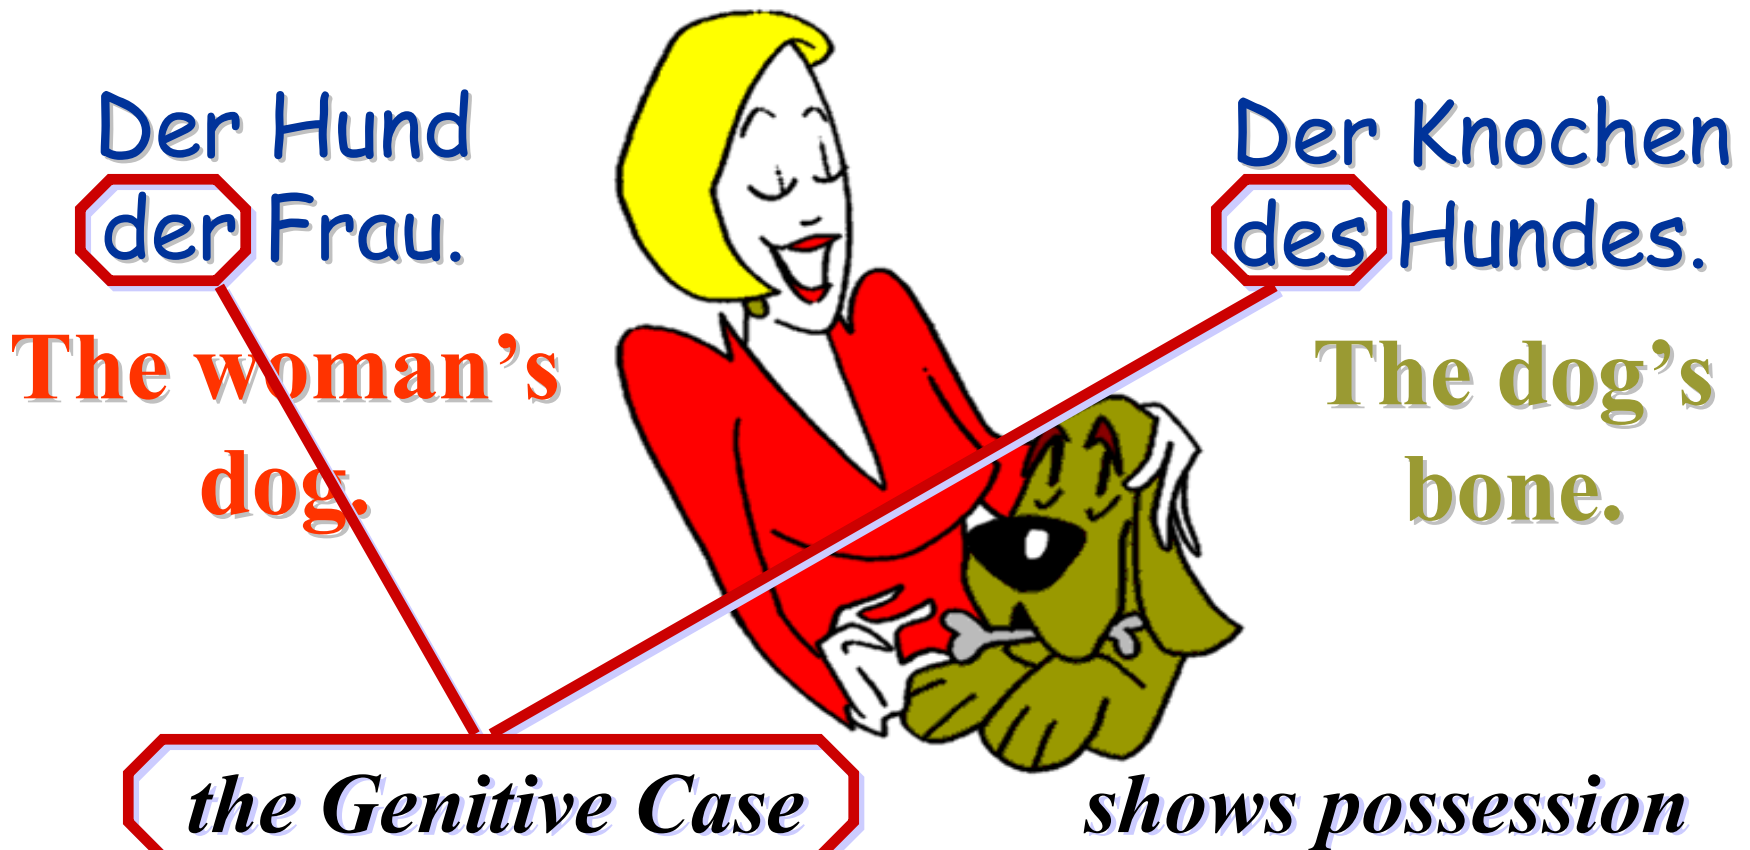 Der Hund
der Frau.
The woman’s
dog.
Der Knochen
des Hundes.
The dog’s
bone.
the Genitive Case
shows possession